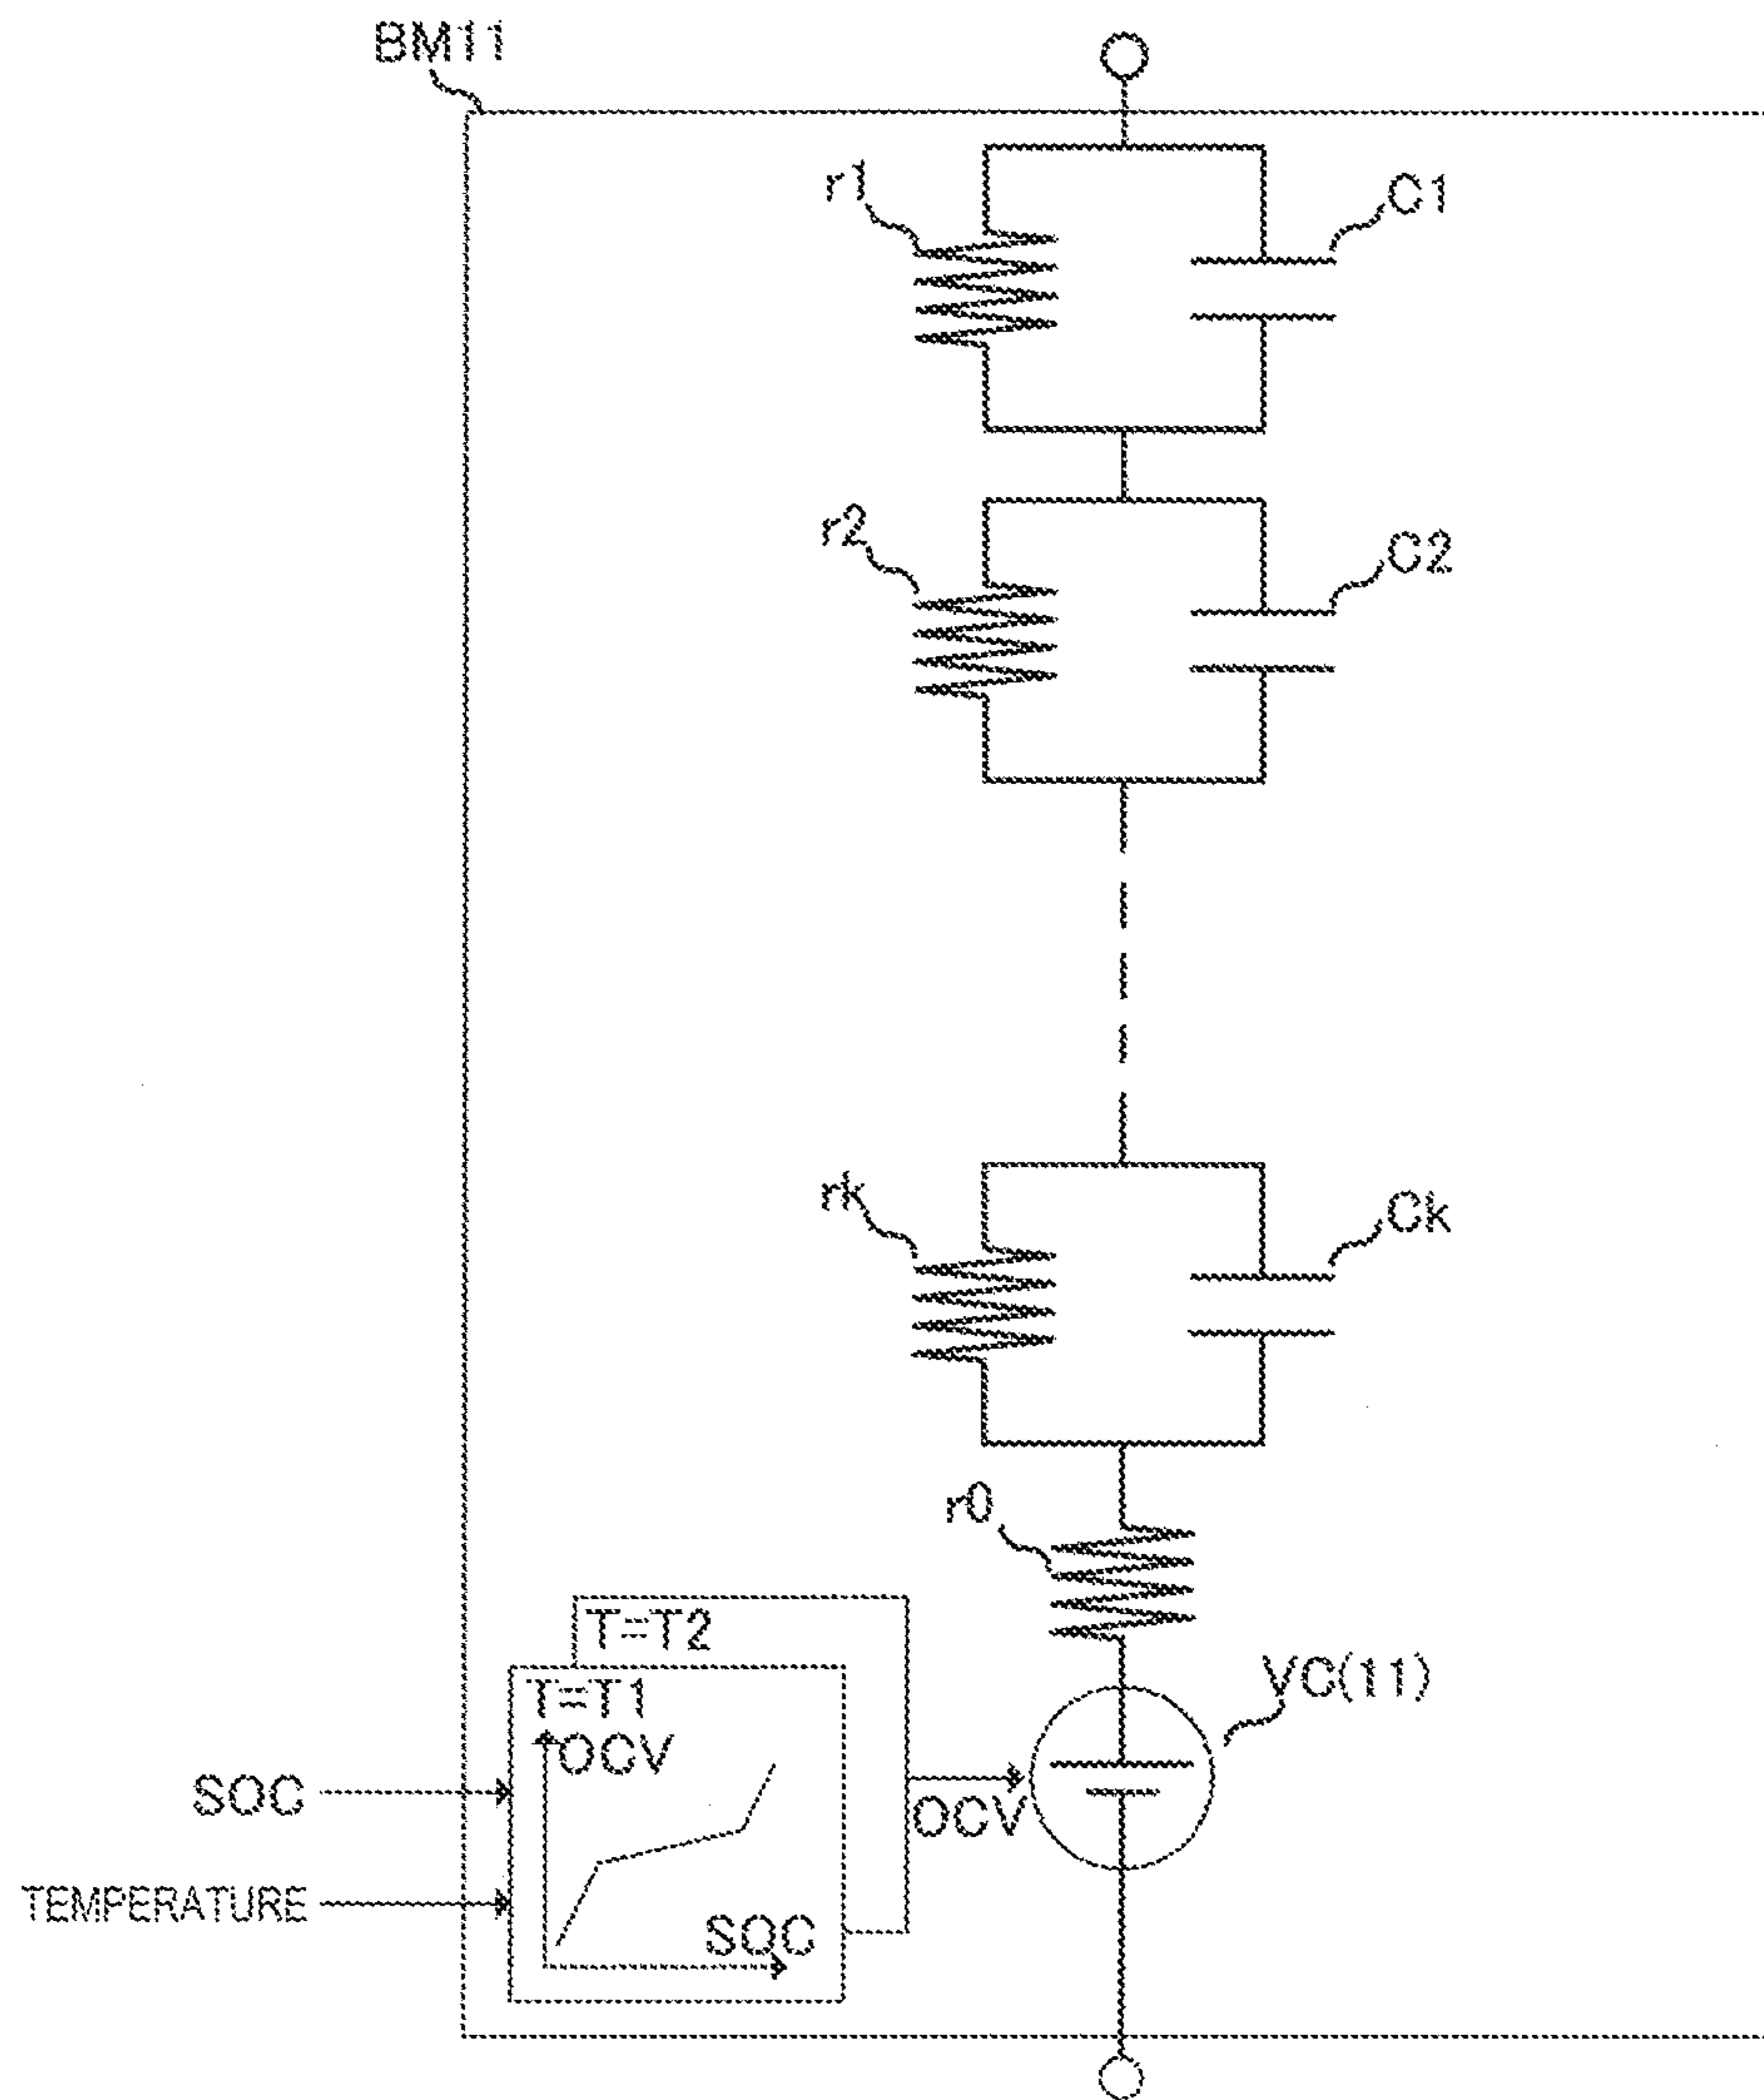 BM11
r1
C1
r2
C2
rk
Ck
r0
T=T2
VC(11)
T=T1
OCV
SOC
OCV
TEMPERATURE
SOC